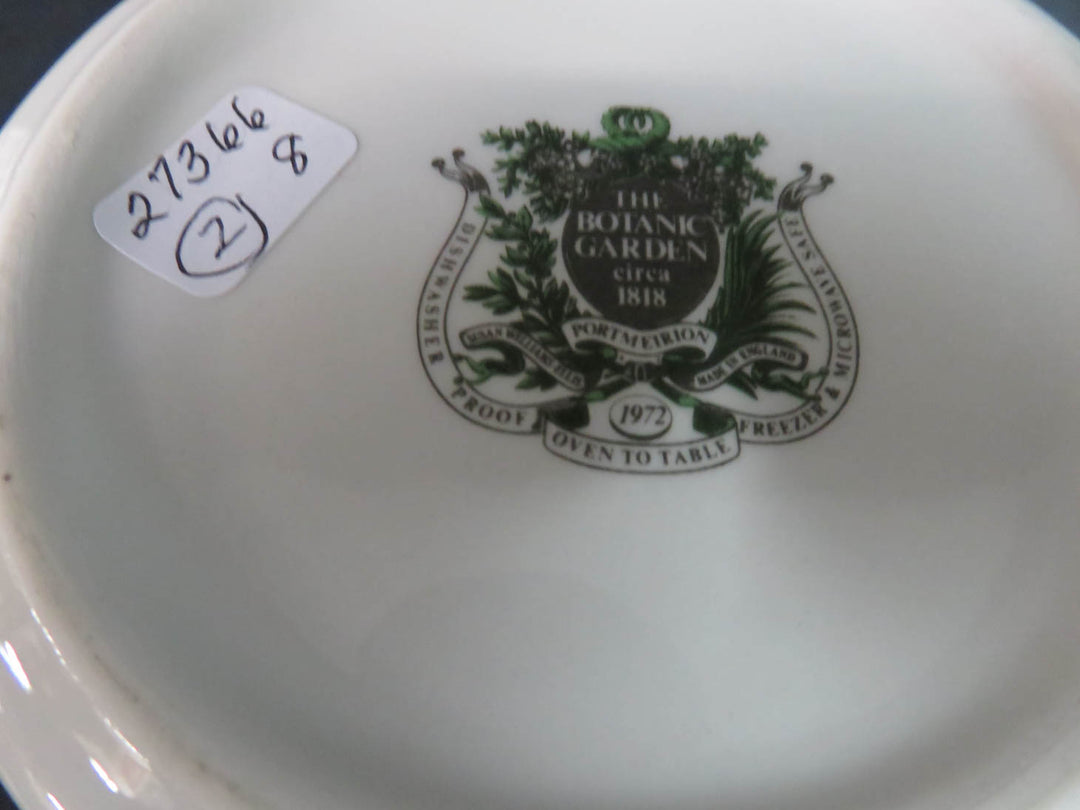 27366
8
2
THE
BOTANIC
GARDEN
circa
1818
PORTMEIRION
SUSAN WILLIAMS ELLIS
MADE IN ENGLAND
1972
DISHWASHER
PROOF
OVEN TO TABLE
FREEZER & MICROWAVE SAFE